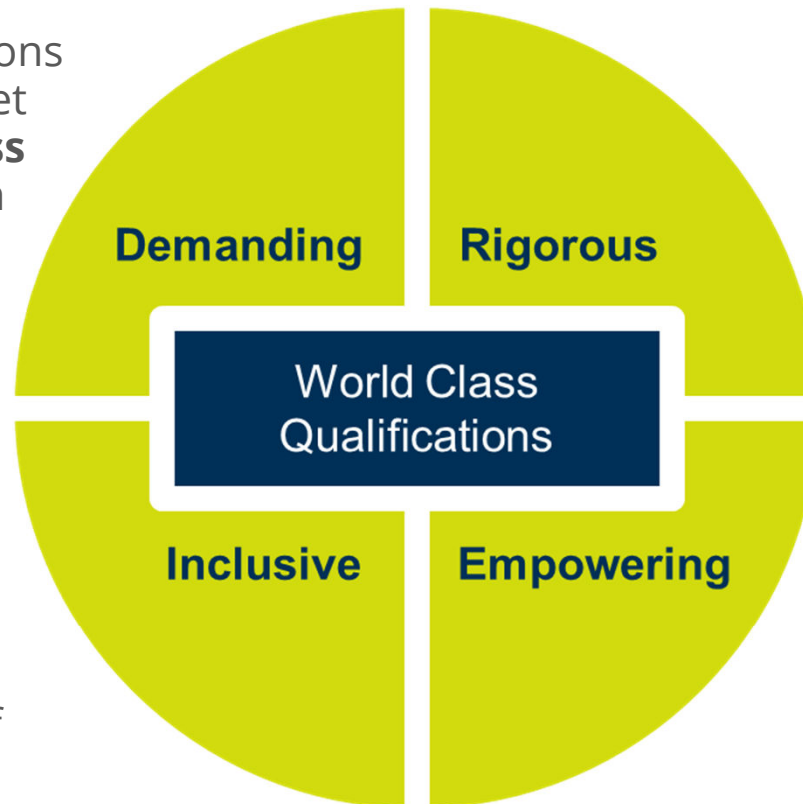 Demanding
Rigorous
World Class
Qualifications
Inclusive
Empowering